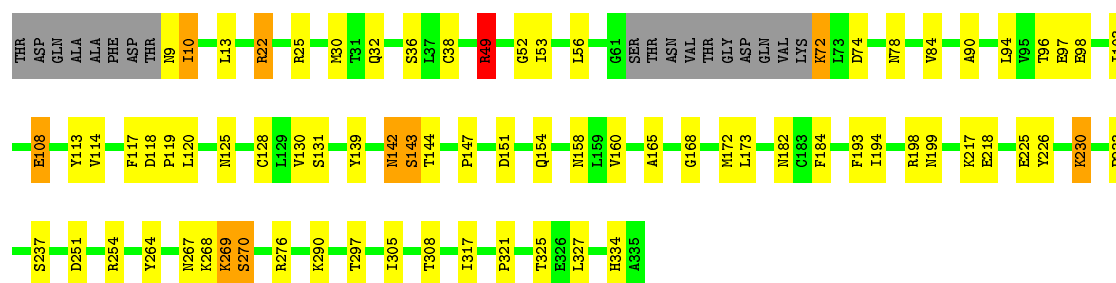 THR ASP GLN ALA ALA PHE ASP THR N9 I10 L13 R22 R25 M30 T31 Q32 S36 L37 C38 R49 G52 I53 L56 G61 SER THR ASN VAL THR GLY ASP GLN VAL LYS K72 L73 D74 N78 V84 A90 L94 V95 T96 E97 E98
E108 Y113 V114 F117 D118 P119 L120 N125 C128 L129 V130 S131 Y139 N142 S143 T144 P147 D151 Q154 N158 L159 V160 A165 G168 M172 L173 N182 C183 F184 F193 I194 R198 N199 K217 E218 E225 Y226 K230
S237 D251 R254 Y264 N267 K268 K269 S270 R276 K290 T297 I305 T308 I317 P321 T325 E326 L327 H334 A335